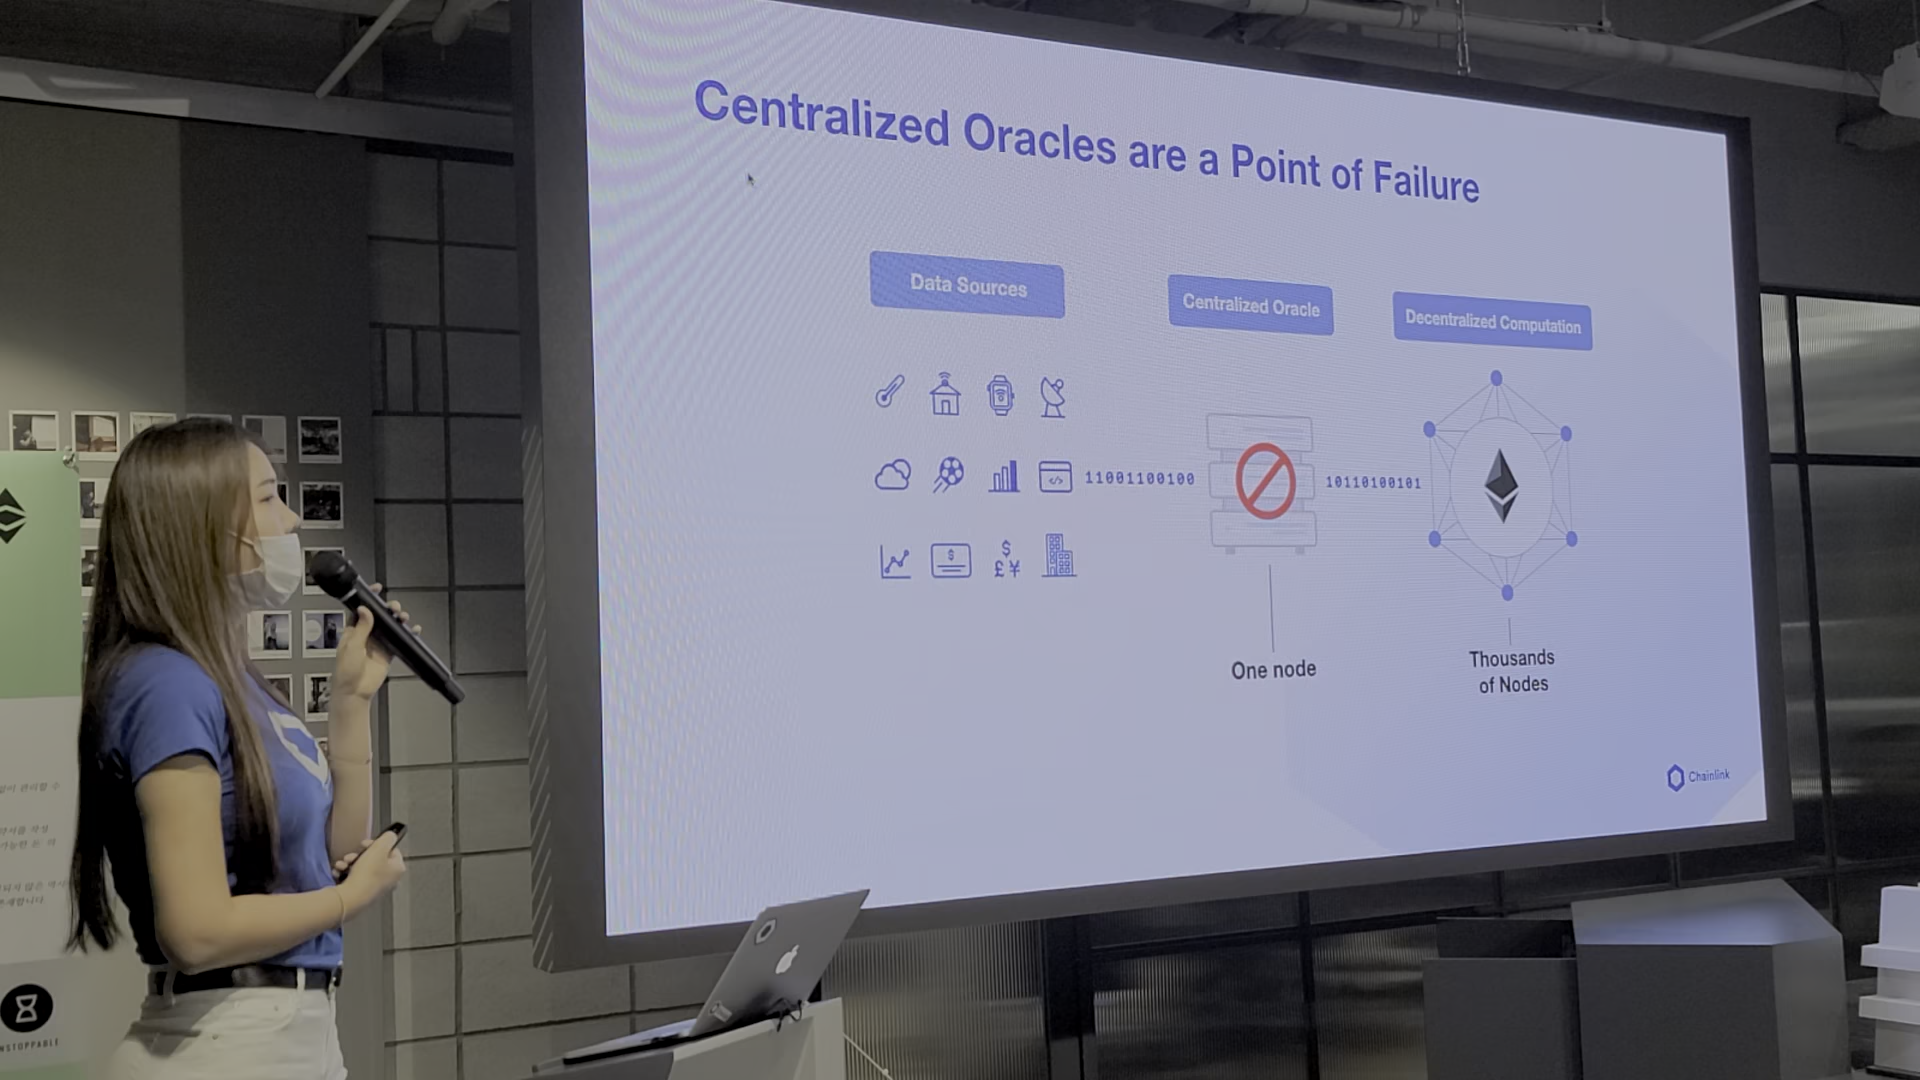 Centralized Oracles are a Point of Failure
Data Sources
Centralized Oracle
Decentralized Computation
</>
11001100100
10110100101
$
$
£ ¥
One node
Thousands
of Nodes
Chainlink
NSTOPPABLE